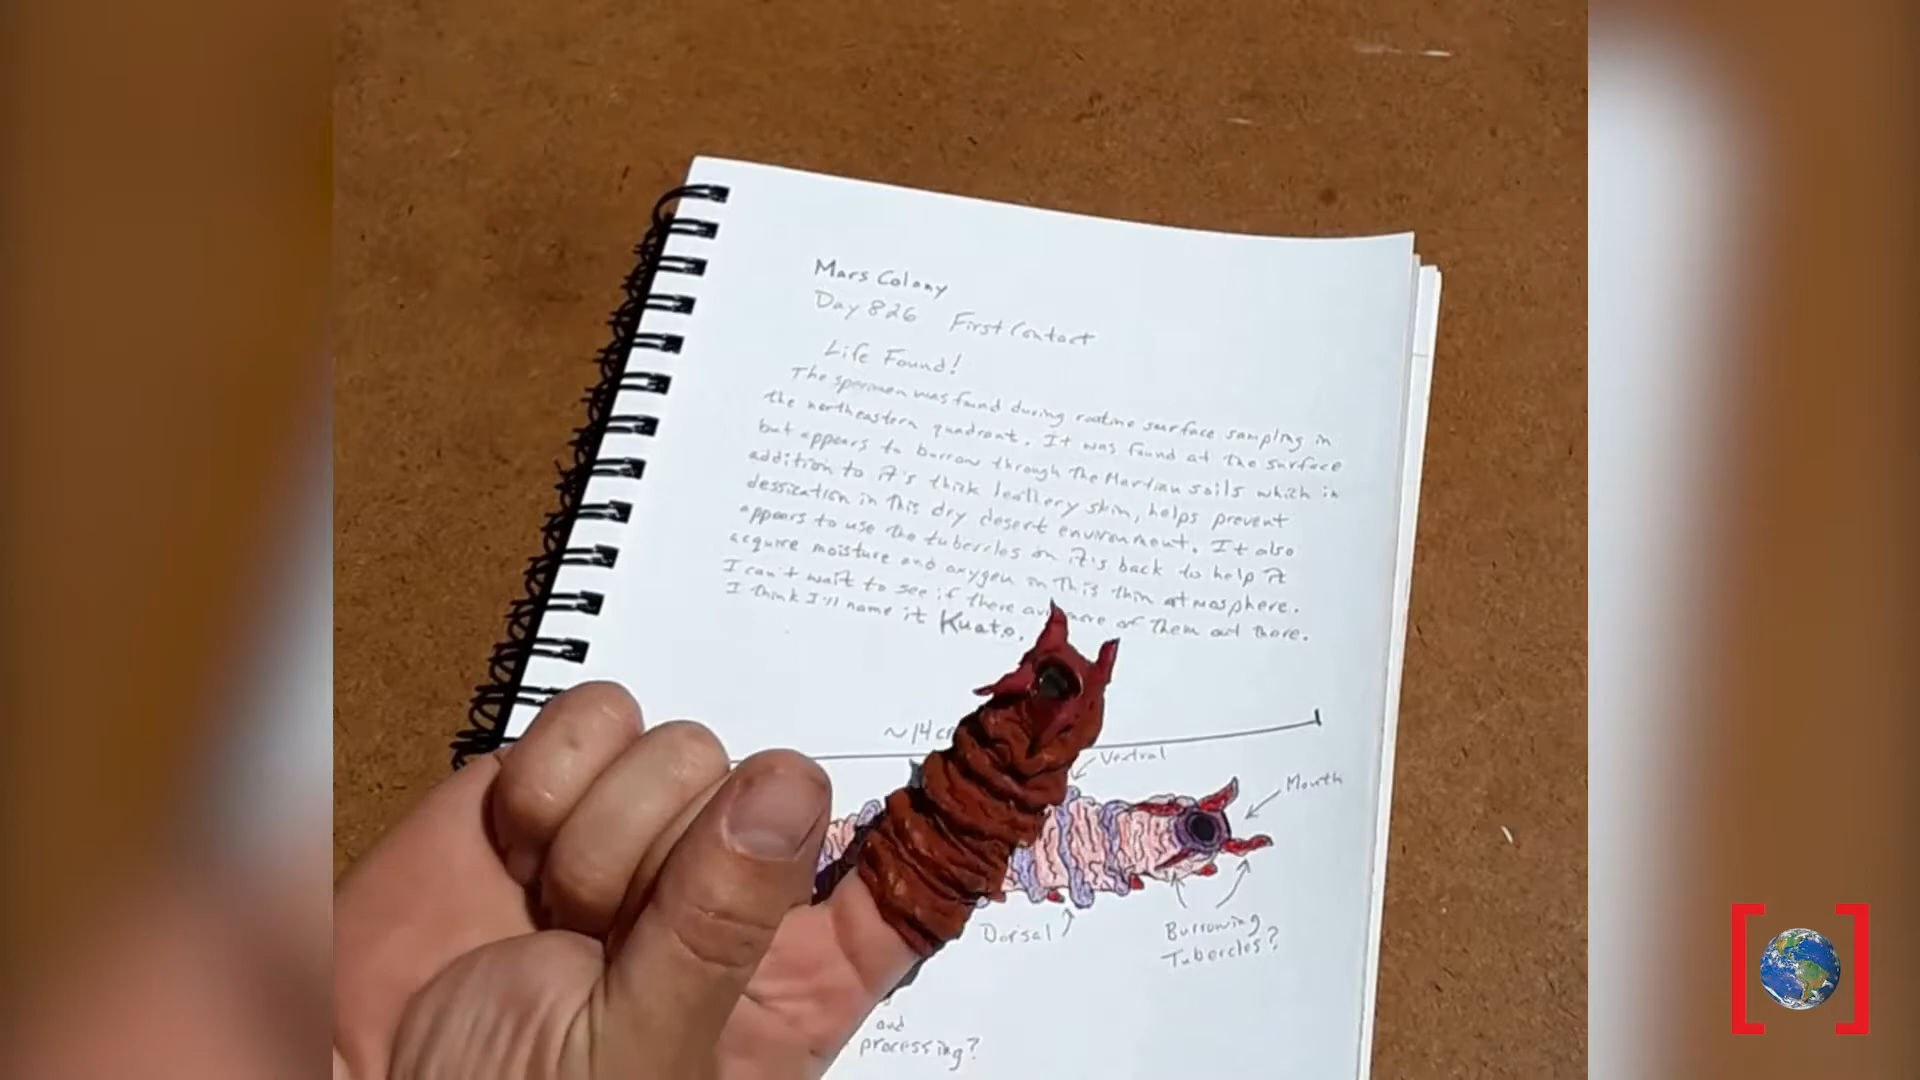 Mars Colony
Day 826 First Contact
Life Found!
The specimen was found during routine surface sampling in
the northeastern quadrant. It was found at the surface
but appears to burrow through the Martian soils which in
addition to it's thick leathery skin, helps prevent
dessication in this dry desert environment. It also
appears to use the tubercles on it's back to help it
acquire moisture and oxygen in this thin atmosphere.
I can't wait to see if there are more of them out there.
I think I'll name it Kuato.
~14 c
Ventral
Mouth
Dorsal
Burrowing
Tubercles?
and
processing?